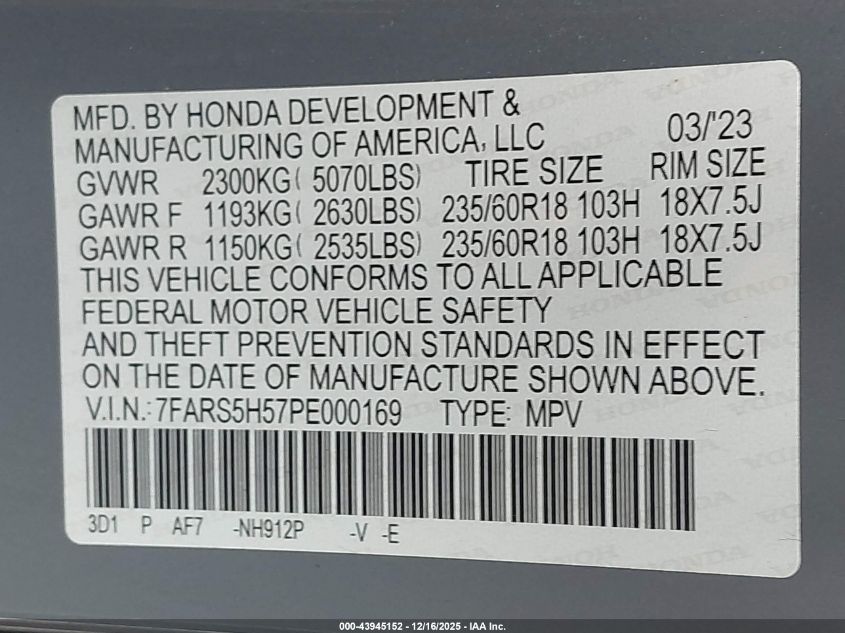 MFD. BY HONDA DEVELOPMENT &
MANUFACTURING OF AMERICA, LLC 03/'23
GVWR 2300KG( 5070LBS) TIRE SIZE RIM SIZE
GAWR F 1193KG( 2630LBS) 235/60R18 103H 18X7.5J
GAWR R 1150KG( 2535LBS) 235/60R18 103H 18X7.5J
THIS VEHICLE CONFORMS TO ALL APPLICABLE
FEDERAL MOTOR VEHICLE SAFETY
AND THEFT PREVENTION STANDARDS IN EFFECT
ON THE DATE OF MANUFACTURE SHOWN ABOVE.
V.I.N.: 7FARS5H57PE000169 TYPE: MPV
3D1 P AF7 -NH912P -V -E
000-43945152 - 12/16/2025 - IAA Inc.